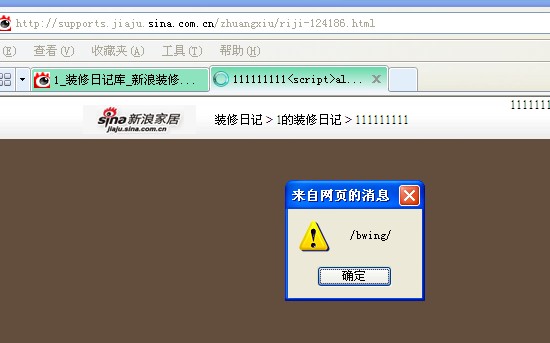 http://supports.jiaju.sina.com.cn/zhuangxiu/riji-124186.html
(E) 查看(V) 收藏夹(A) 工具(T) 帮助(H)
1_装修日记库_新浪装修... 111111111<script>al...
1111111
sina新浪家居 装修日记 > 1的装修日记 > 111111111
jiaju.sina.com.cn
来自网页的消息
/bwing/
确定